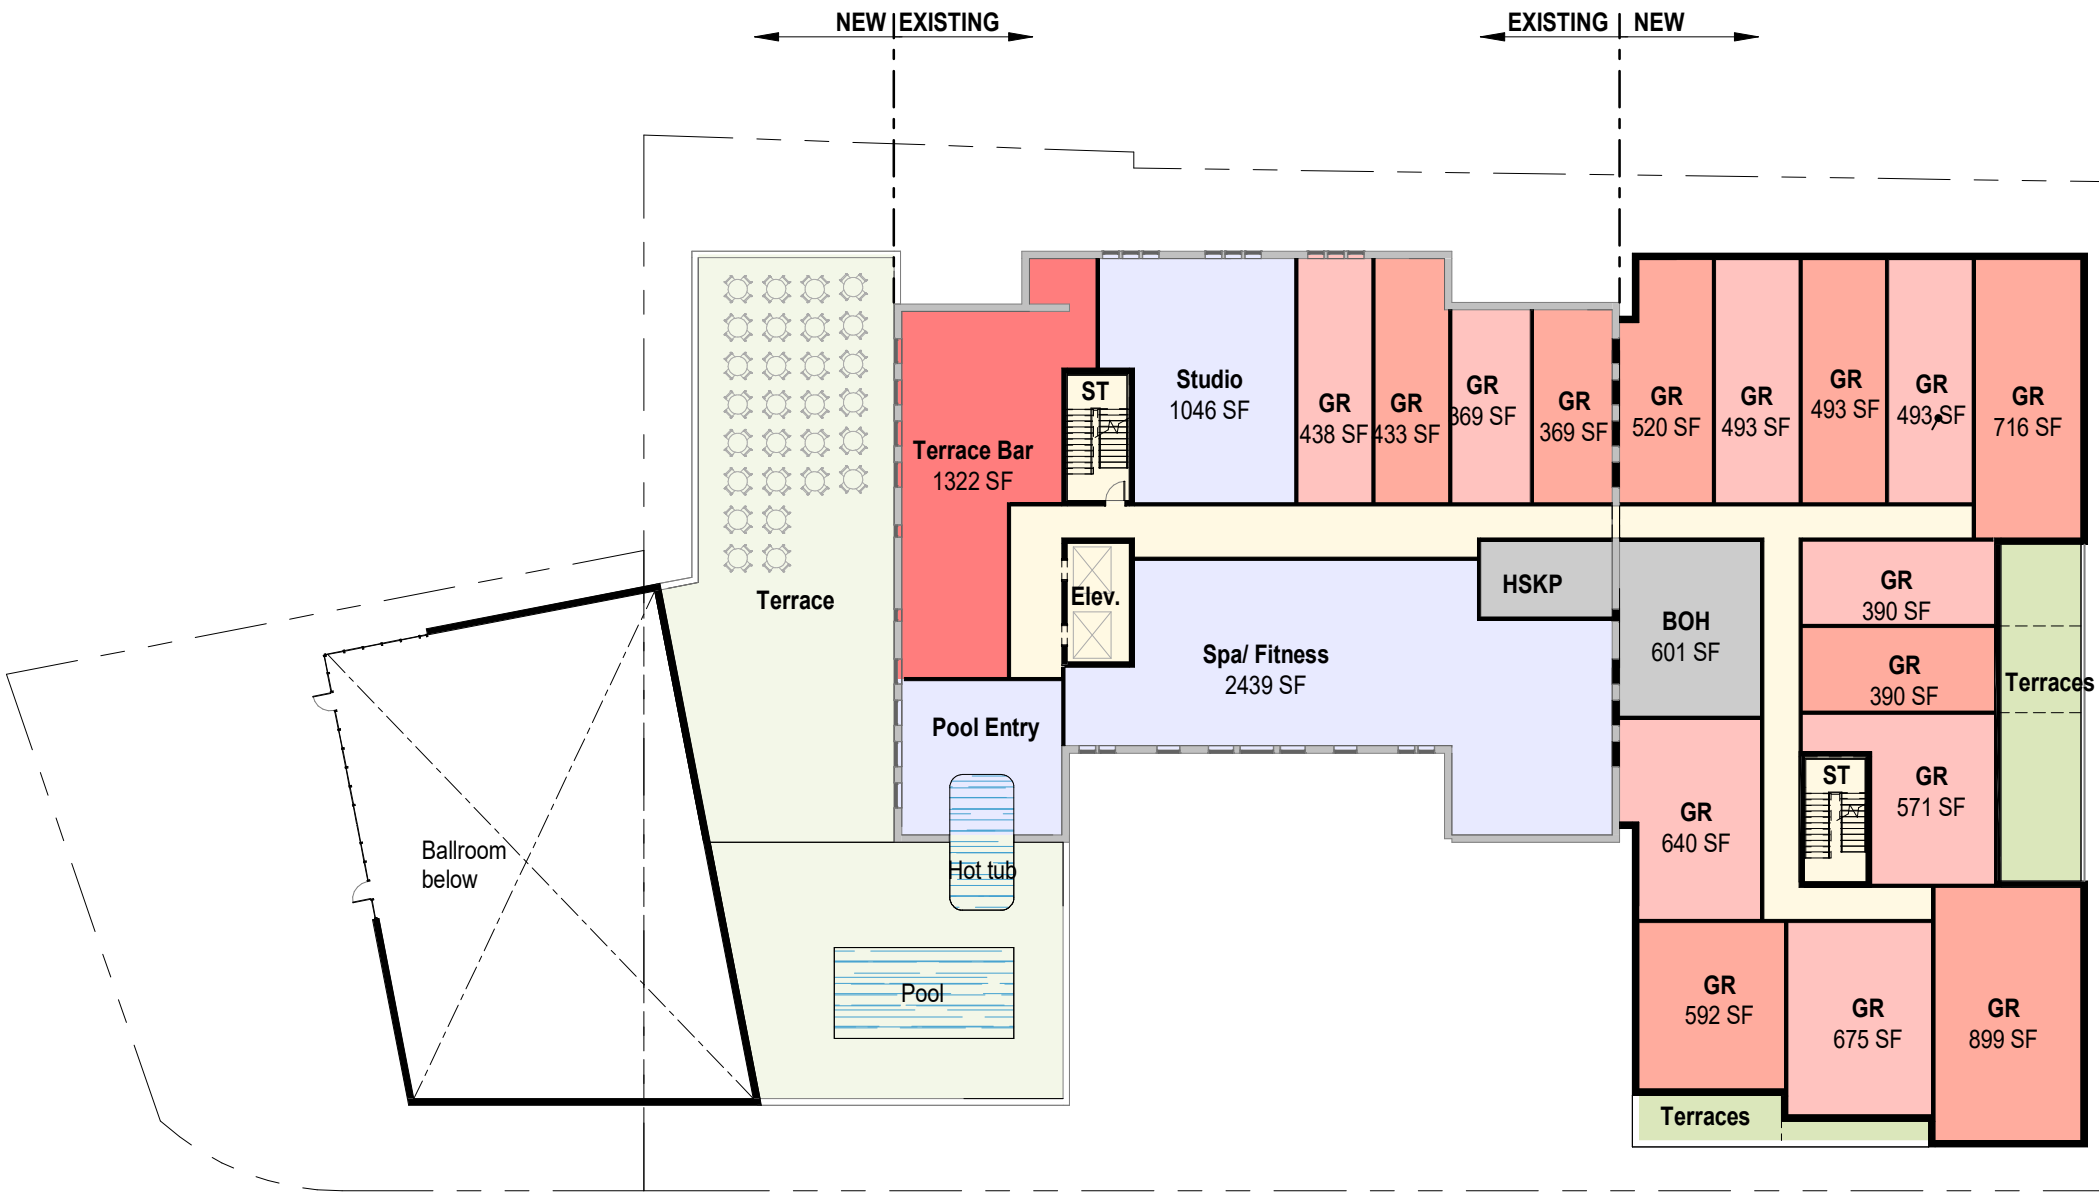 NEW EXISTING
EXISTING NEW
ST
Studio
1046 SF
GR
438 SF
GR
433 SF
GR
369 SF
GR
369 SF
GR
520 SF
GR
493 SF
GR
493 SF
GR
493 SF
GR
716 SF
Terrace Bar
1322 SF
Terrace
Elev.
HSKP
BOH
601 SF
GR
390 SF
GR
390 SF
Terraces
Spa/ Fitness
2439 SF
Pool Entry
ST
GR
571 SF
GR
640 SF
Ballroom
below
Hot tub
Pool
GR
592 SF
GR
675 SF
GR
899 SF
Terraces